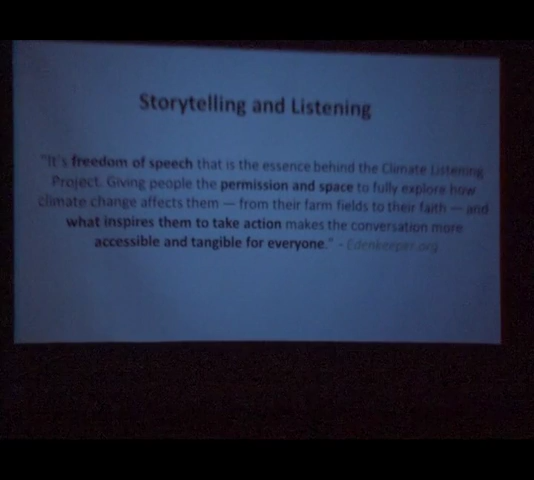 Storytelling and Listening
"It's freedom of speech that is the essence behind the Climate Listening
Project. Giving people the permission and space to fully explore how
climate change affects them — from their farm fields to their faith — and
what inspires them to take action makes the conversation more
accessible and tangible for everyone." - Edenkeeper.org